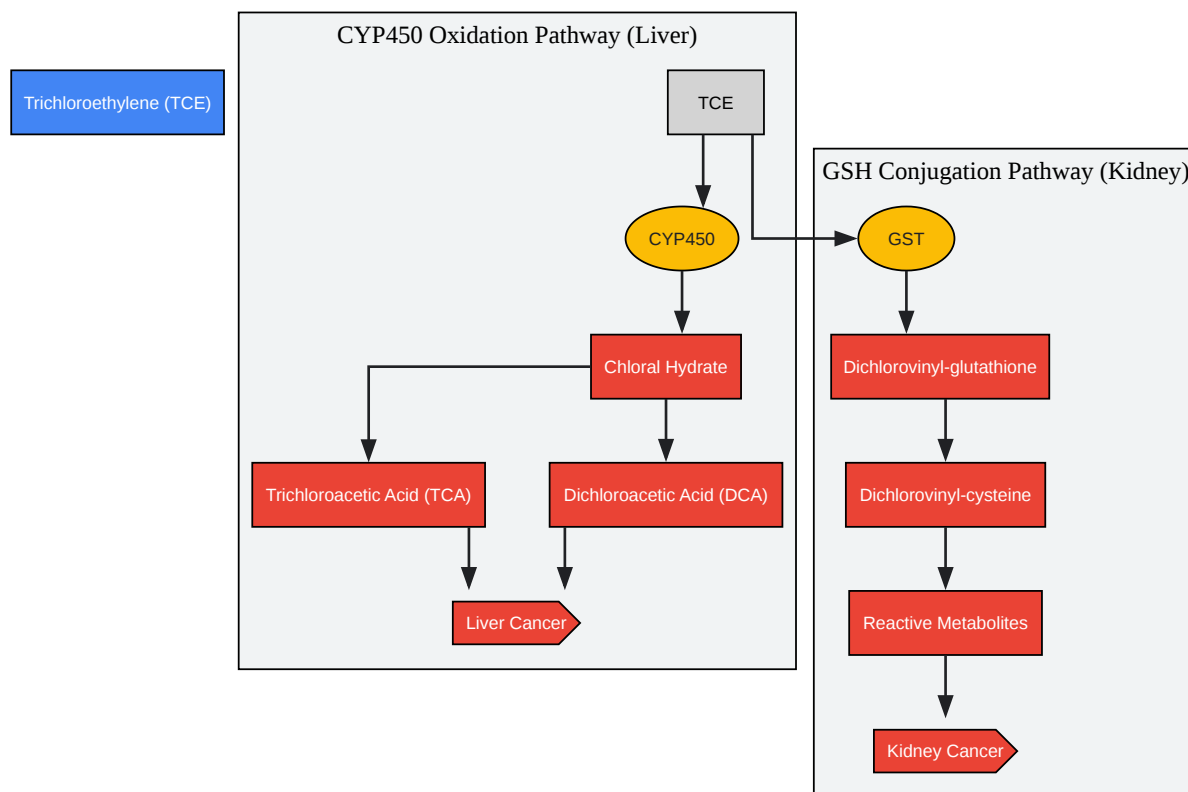 CYP450 Oxidation Pathway (Liver)
Trichloroethylene (TCE)
TCE
GSH Conjugation Pathway (Kidney)
CYP450
GST
Chloral Hydrate
Dichlorovinyl-glutathione
Trichloroacetic Acid (TCA)
Dichloroacetic Acid (DCA)
Dichlorovinyl-cysteine
Liver Cancer
Reactive Metabolites
Kidney Cancer